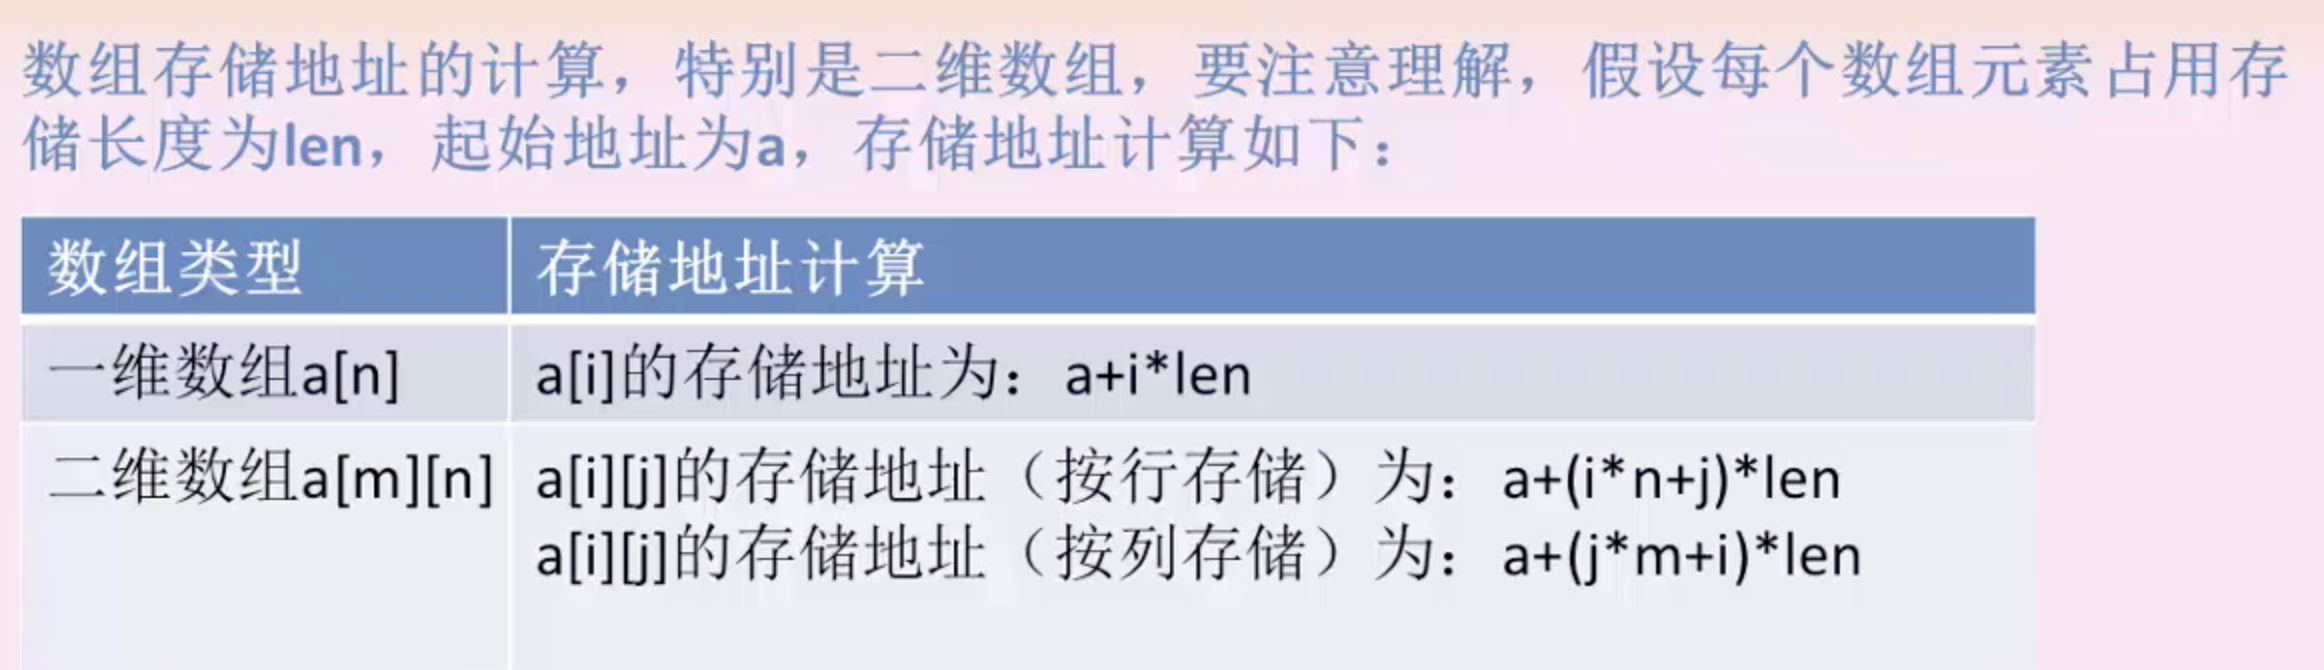 数组存储地址的计算，特别是二维数组，要注意理解，假设每个数组元素占用存
储长度为len，起始地址为a，存储地址计算如下：
数组类型 存储地址计算
一维数组a[n] a[i]的存储地址为：a+i*len
二维数组a[m][n] a[i][j]的存储地址（按行存储）为：a+(i*n+j)*len
a[i][j]的存储地址（按列存储）为：a+(j*m+i)*len